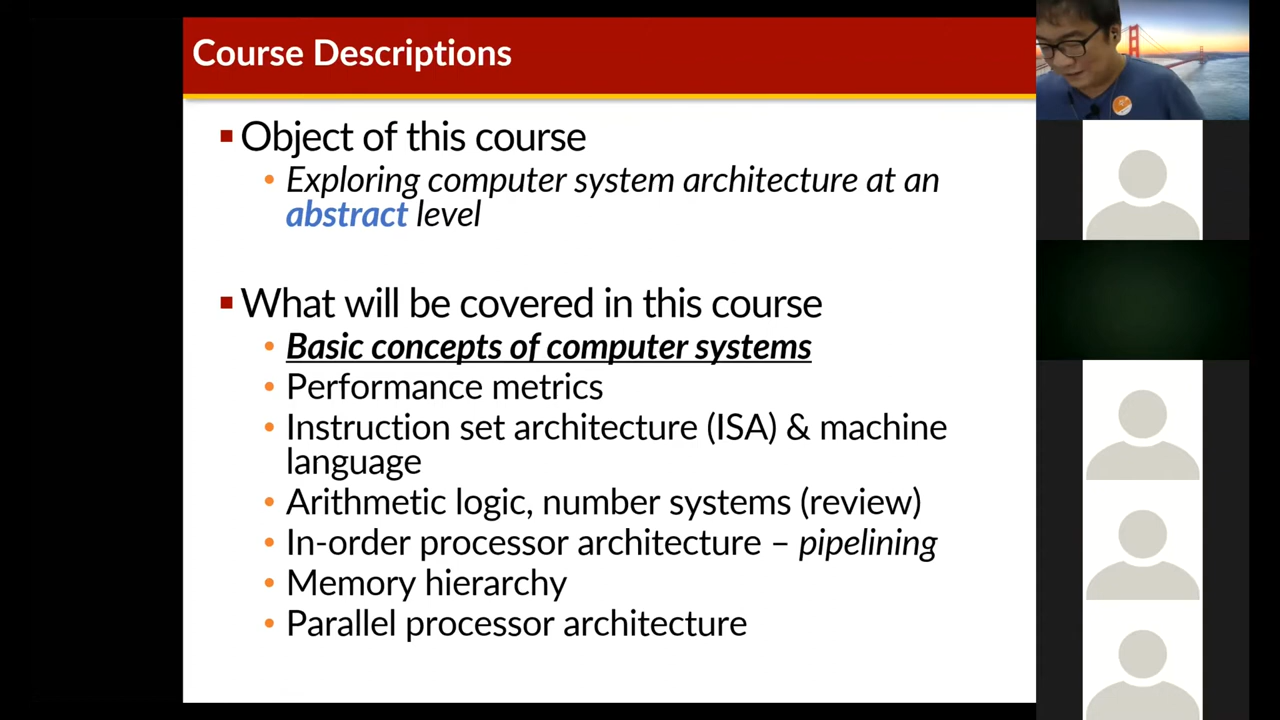 Course Descriptions
▪ Object of this course
• Exploring computer system architecture at an
abstract level
▪ What will be covered in this course
• Basic concepts of computer systems
• Performance metrics
• Instruction set architecture (ISA) & machine
language
• Arithmetic logic, number systems (review)
• In-order processor architecture – pipelining
• Memory hierarchy
• Parallel processor architecture